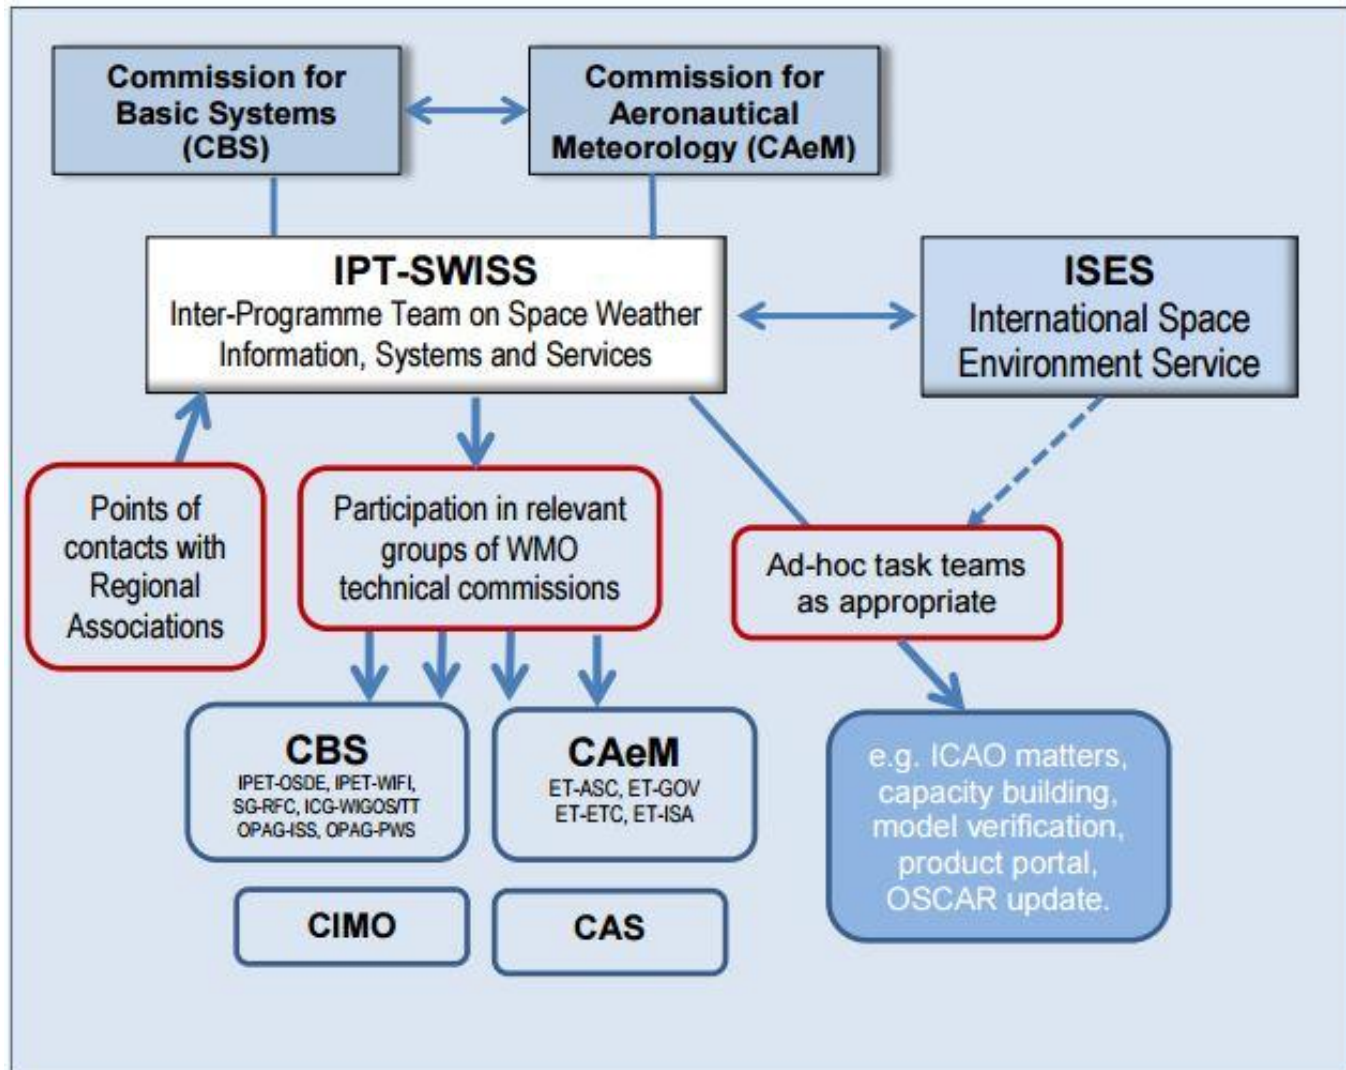 Commission for
Basic Systems
(CBS)
Commission for
Aeronautical
Meteorology (CAeM)
IPT-SWISS
Inter-Programme Team on Space Weather
Information, Systems and Services
ISES
International Space
Environment Service
Points of
contacts with
Regional
Associations
Participation in relevant
groups of WMO
technical commissions
Ad-hoc task teams
as appropriate
CBS
IPET-OSDE, IPET-WIFI,
SG-RFC, ICG-WIGOS/TT
OPAG-ISS, OPAG-PWS
CAeM
ET-ASC, ET-GOV
ET-ETC, ET-ISA
e.g. ICAO matters,
capacity building,
model verification,
product portal,
OSCAR update.
CIMO
CAS